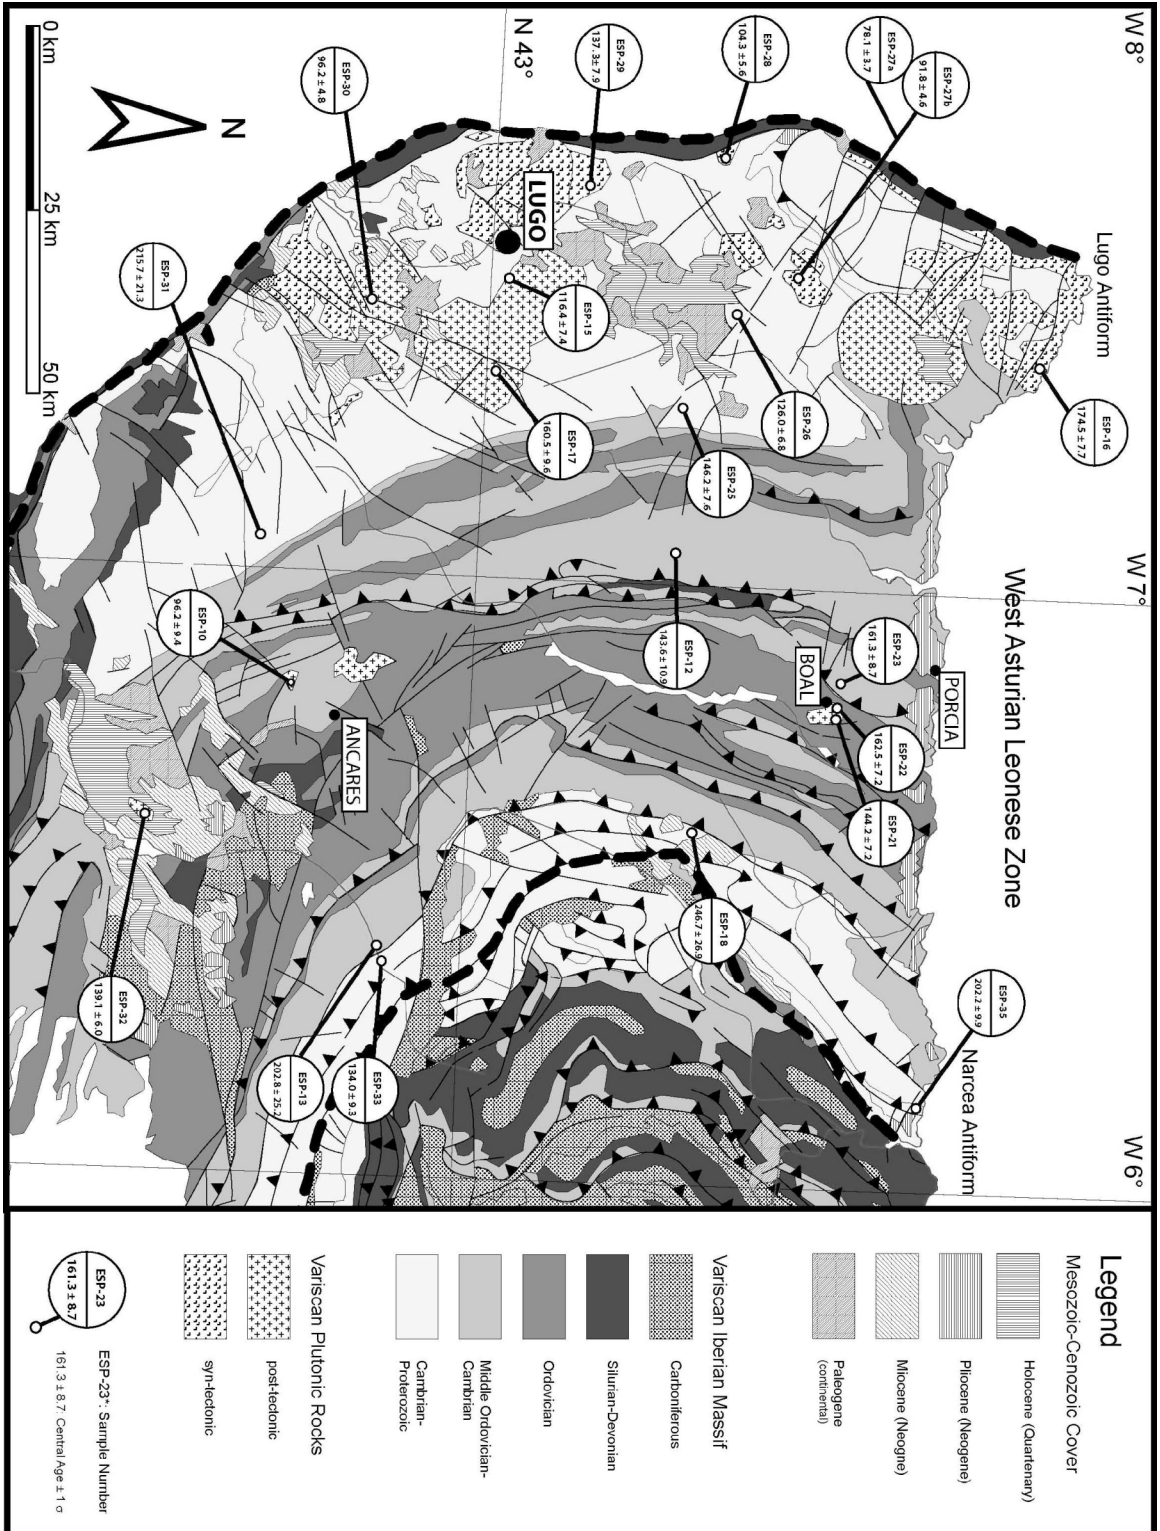 W 8°
W 7°
W 6°
Lugo Antiform
West Asturian Leonese Zone
Narcea Antiform
ESP-16
174.5 ± 7.7
ESP-35
202.2 ± 9.9
PORCIA
ESP-27b
91.8 ± 4.6
ESP-27a
78.1 ± 3.7
ESP-23
161.3 ± 8.7
ESP-22
162.5 ± 7.2
ESP-21
144.2 ± 7.2
BOAL
ESP-28
104.3 ± 5.6
ESP-26
126.0 ± 6.8
ESP-25
146.2 ± 7.6
ESP-12
143.6 ± 10.9
ESP-18
246.7 ± 26.9
ESP-29
137.3 ± 7.9
ESP-15
116.4 ± 7.4
ESP-17
160.5 ± 9.6
LUGO
N 43°
ESP-30
96.2 ± 4.8
ANCARES
ESP-33
134.0 ± 9.3
ESP-13
202.8 ± 25.2
N
ESP-10
96.2 ± 9.4
ESP-31
215.7 ± 21.3
ESP-32
139.1 ± 6.0
0 km
25 km
50 km
Legend
Mesozoic-Cenozoic Cover
Holocene (Quartenary)
Pliocene (Neogene)
Miocene (Neogne)
Paleogene
(continental)
Variscan Iberian Massif
Carboniferous
Silurian-Devonian
Ordovician
Middle Ordovician-
Cambrian
Cambrian-
Proterozoic
Variscan Plutonic Rocks
post-tectonic
syn-tectonic
ESP-23
161.3 ± 8.7
ESP-23*: Sample Number
161.3 ± 8.7: Central Age ± 1 σ